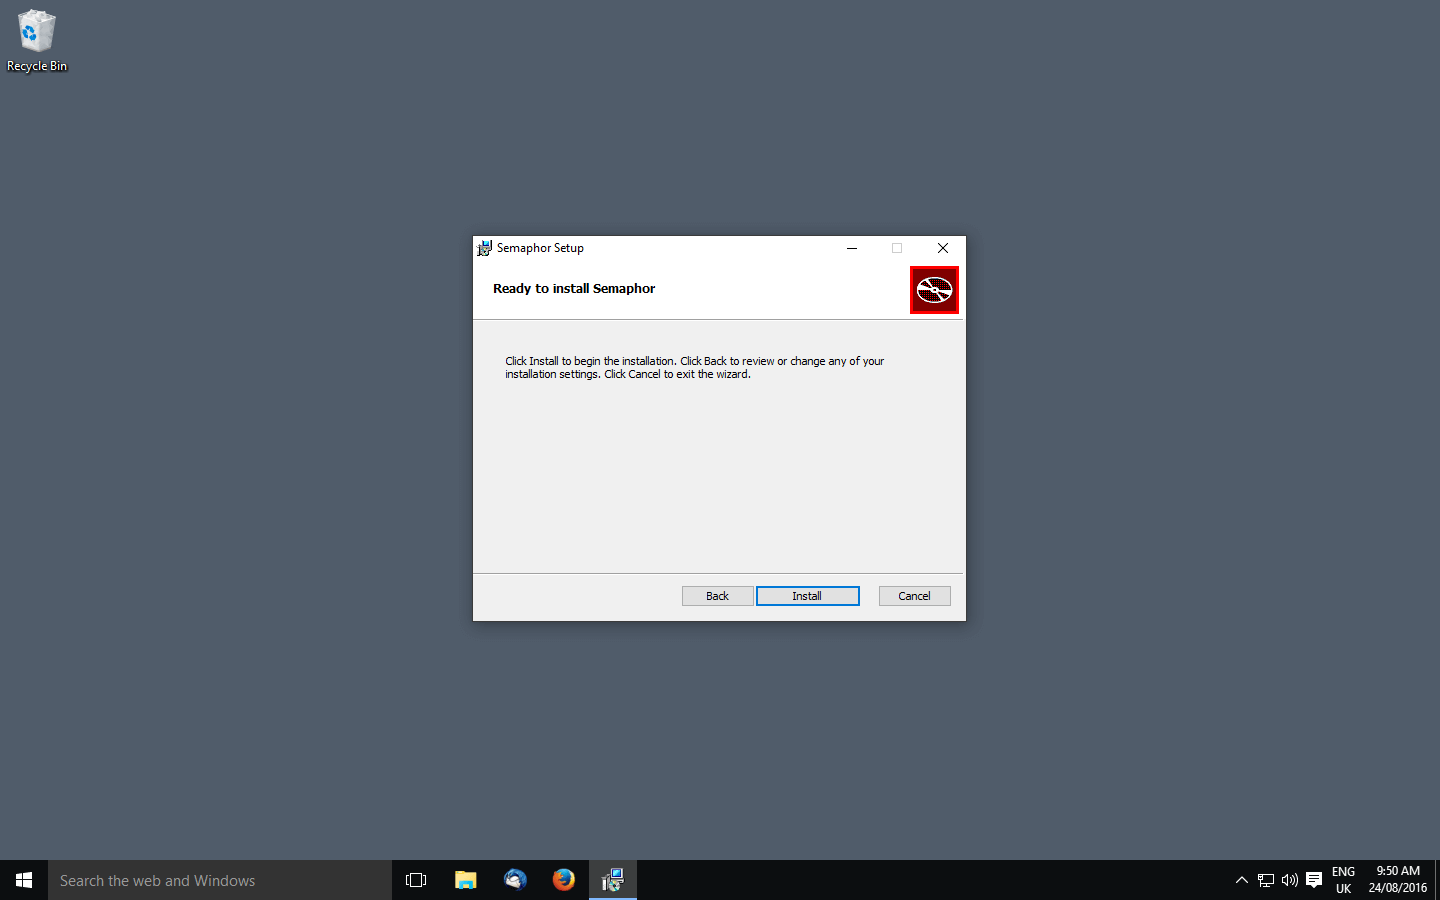 Recycle Bin
Semaphor Setup
Ready to install Semaphor
Click Install to begin the installation. Click Back to review or change any of your
installation settings. Click Cancel to exit the wizard.
Back
Install
Cancel
Search the web and Windows
ENG
UK
9:50 AM
24/08/2016